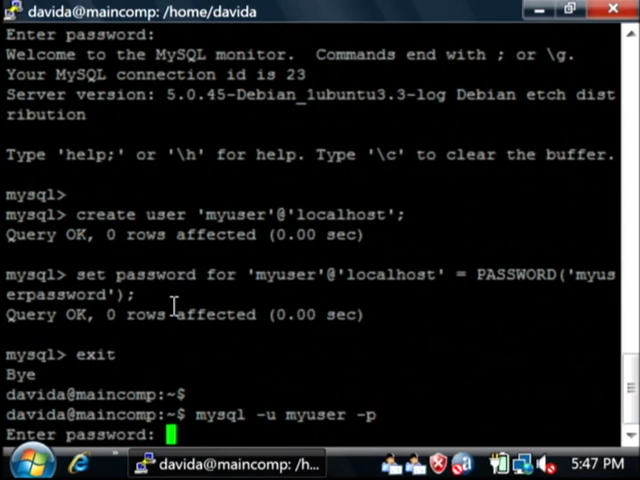 davida@maincomp: /home/davida
Enter password:
Welcome to the MySQL monitor.  Commands end with ; or \g.
Your MySQL connection id is 23
Server version: 5.0.45-Debian_1ubuntu3.3-log Debian etch dist
ribution
Type 'help;' or '\h' for help. Type '\c' to clear the buffer.
mysql>
mysql> create user 'myuser'@'localhost';
Query OK, 0 rows affected (0.00 sec)
mysql> set password for 'myuser'@'localhost' = PASSWORD('myus
erpassword');
Query OK, 0 rows affected (0.00 sec)
mysql> exit
Bye
davida@maincomp:~$
davida@maincomp:~$ mysql -u myuser -p
Enter password:
davida@maincomp: /h...
5:47 PM